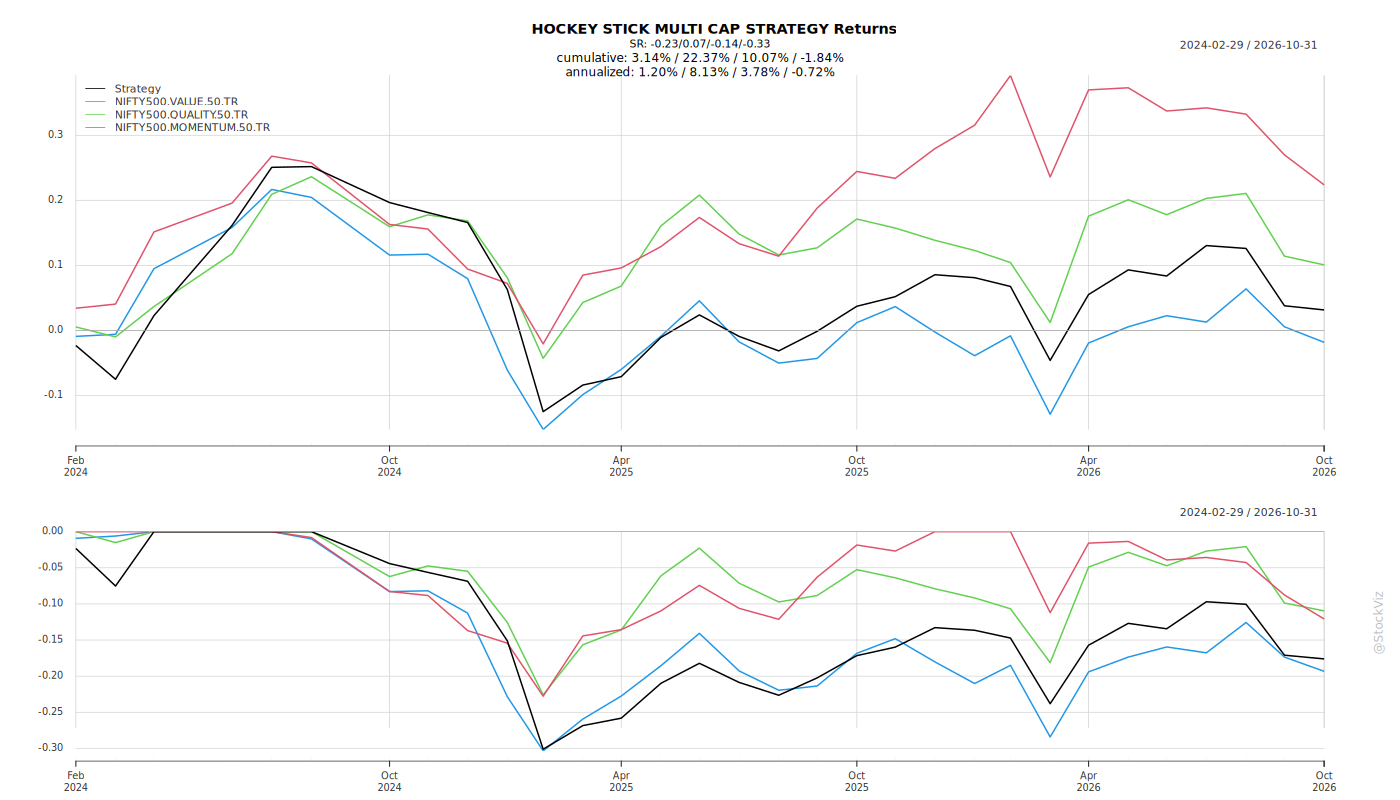 HOCKEY STICK MULTI CAP STRATEGY Returns
SR: -0.23/0.07/-0.14/-0.33
cumulative: 3.14% / 22.37% / 10.07% / -1.84%
annualized: 1.20% / 8.13% / 3.78% / -0.72%
2024-02-29 / 2026-10-31
Strategy
NIFTY500.VALUE.50.TR
NIFTY500.QUALITY.50.TR
NIFTY500.MOMENTUM.50.TR
0.3
0.2
0.1
0.0
-0.1
Feb 2024
Oct 2024
Apr 2025
Oct 2025
Apr 2026
Oct 2026
2024-02-29 / 2026-10-31
0.00
-0.05
-0.10
-0.15
-0.20
-0.25
-0.30
Feb 2024
Oct 2024
Apr 2025
Oct 2025
Apr 2026
Oct 2026
@StockViz